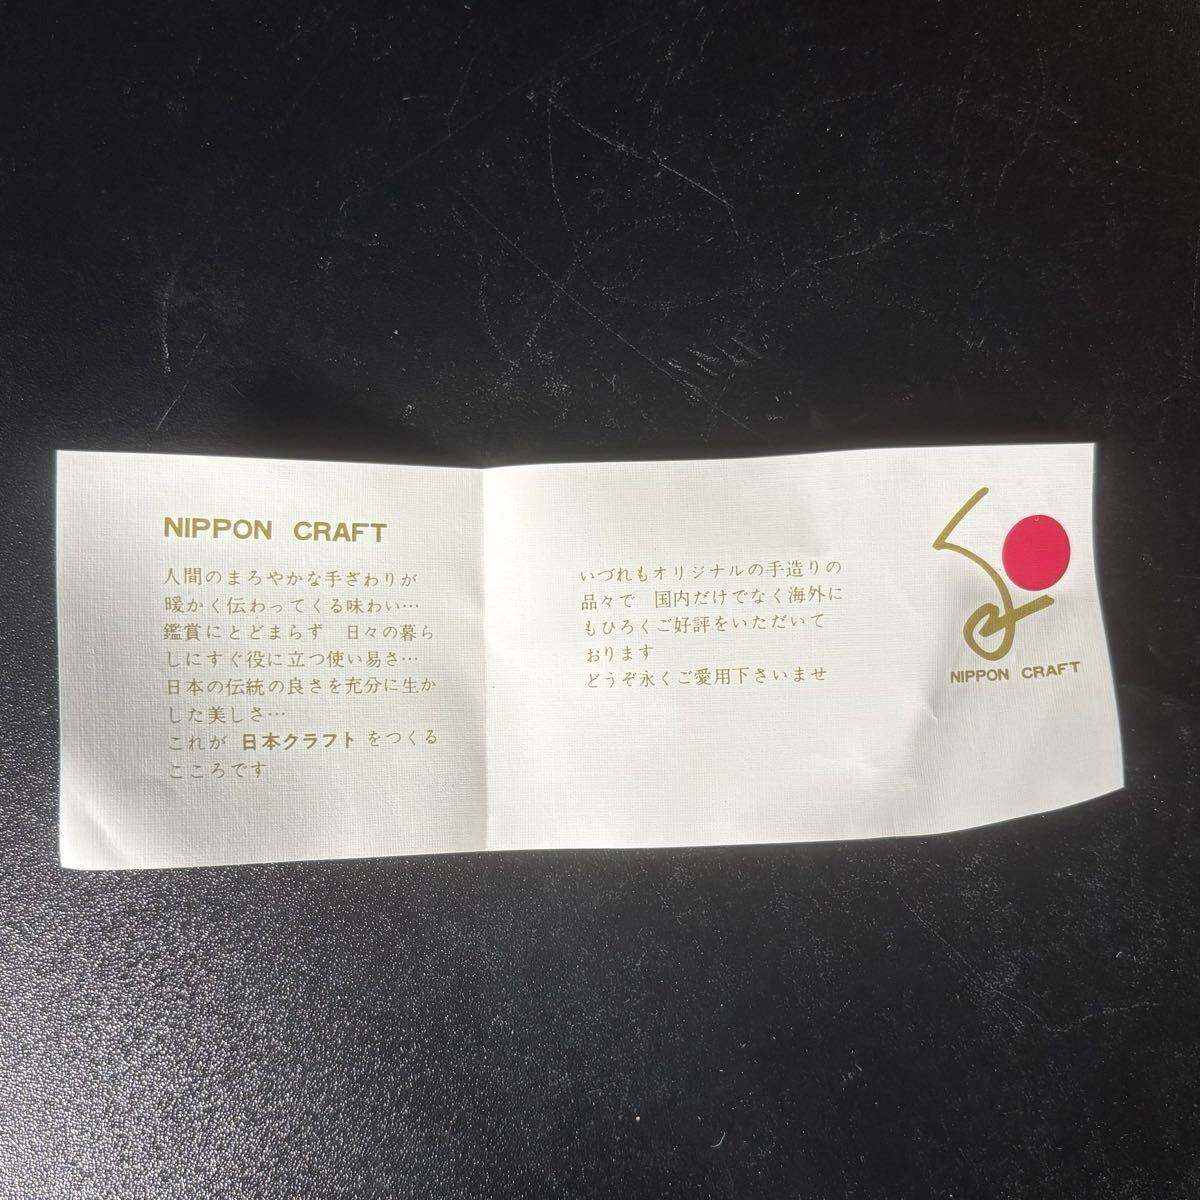 NIPPON CRAFT
人間のまろやかな手ざわりが
暖かく伝わってくる味わい…
鑑賞にとどまらず 日々の暮ら
しにすぐ役に立つ使い易さ…
日本の伝統の良さを充分に生か
した美しさ…
これが 日本クラフト をつくる
こころです
いづれもオリジナルの手造りの
品々で 国内だけでなく海外に
もひろくご好評をいただいて
おります
どうぞ永くご愛用下さいませ
NIPPON CRAFT